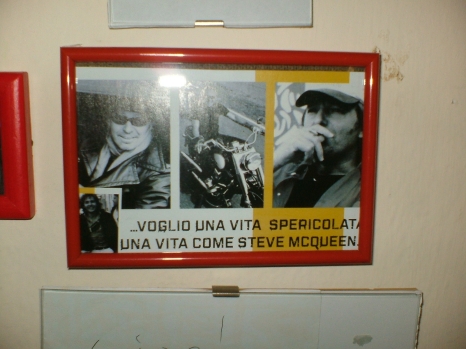 ...VOGLIO UNA VITA SPERICOLATA
UNA VITA COME STEVE MCQUEEN.